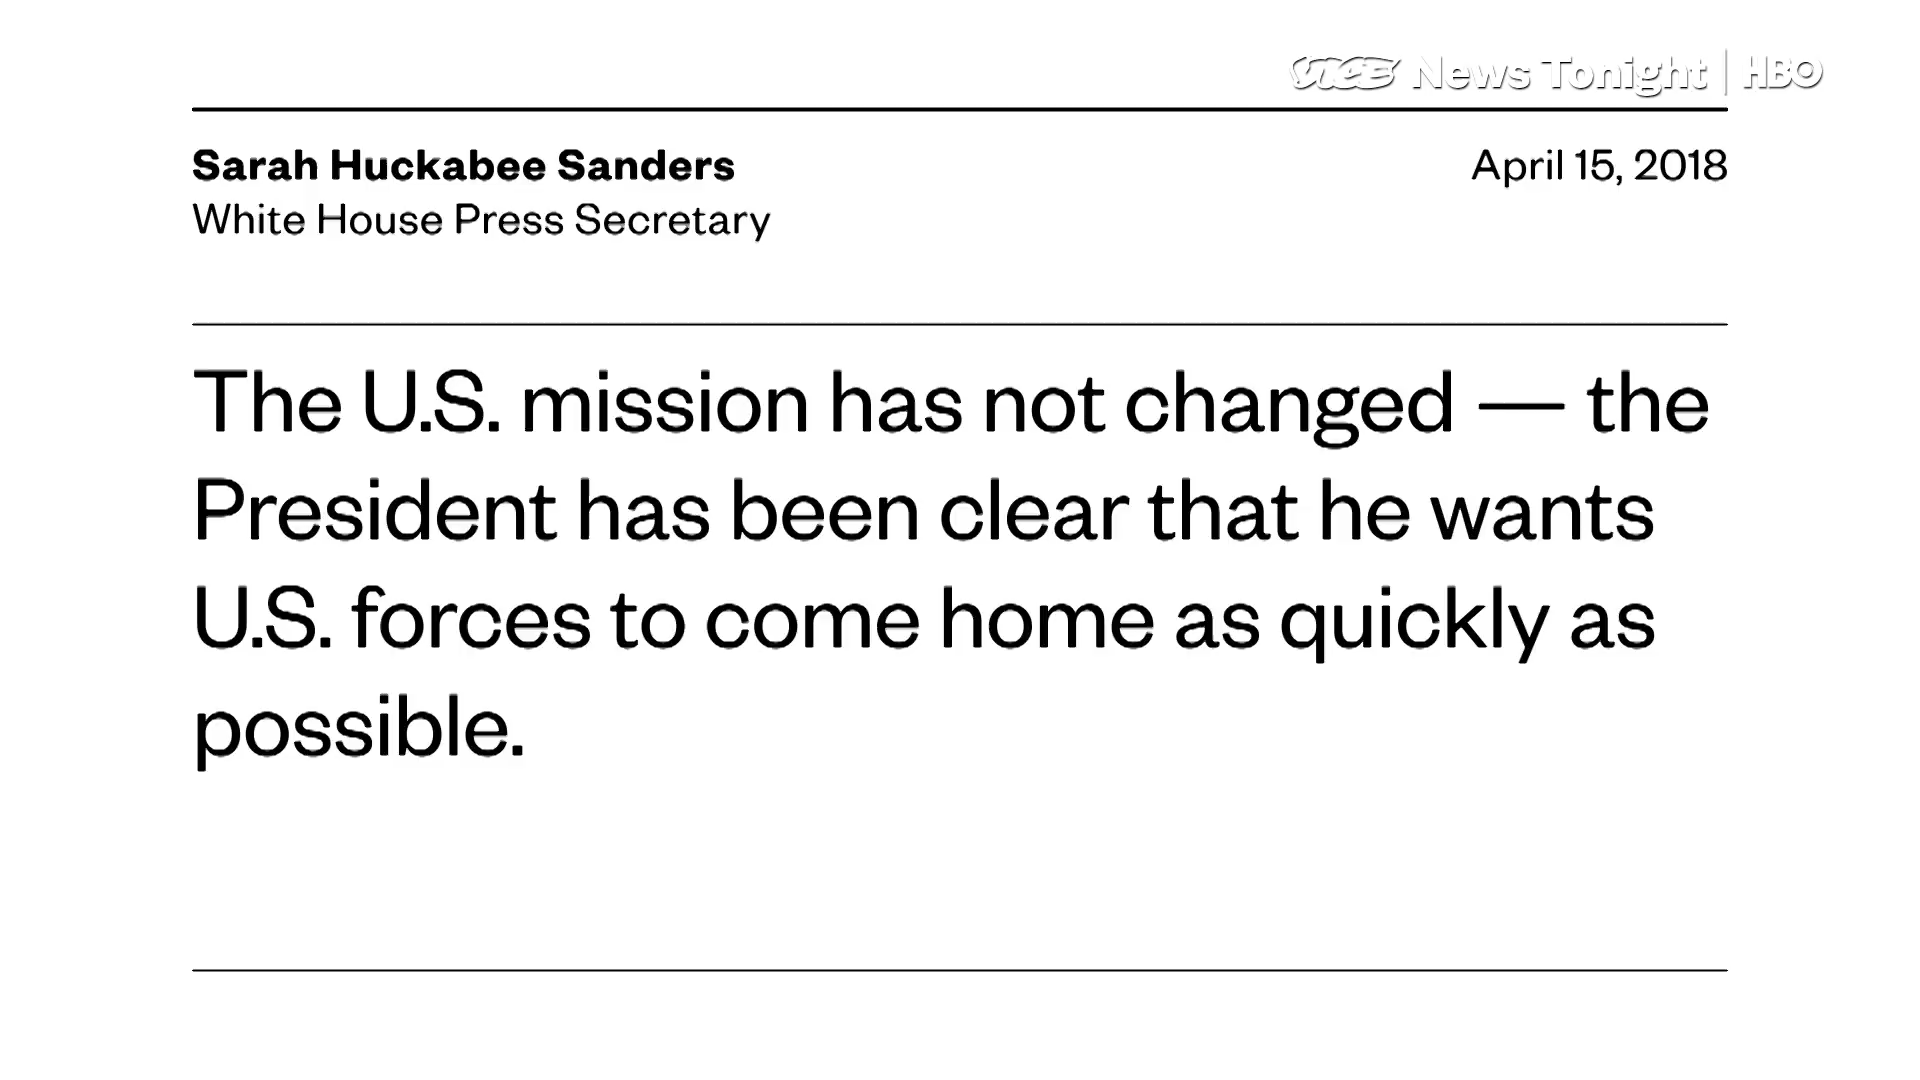 VICE News Tonight | HBO
Sarah Huckabee Sanders
April 15, 2018
White House Press Secretary
The U.S. mission has not changed — the
President has been clear that he wants
U.S. forces to come home as quickly as
possible.